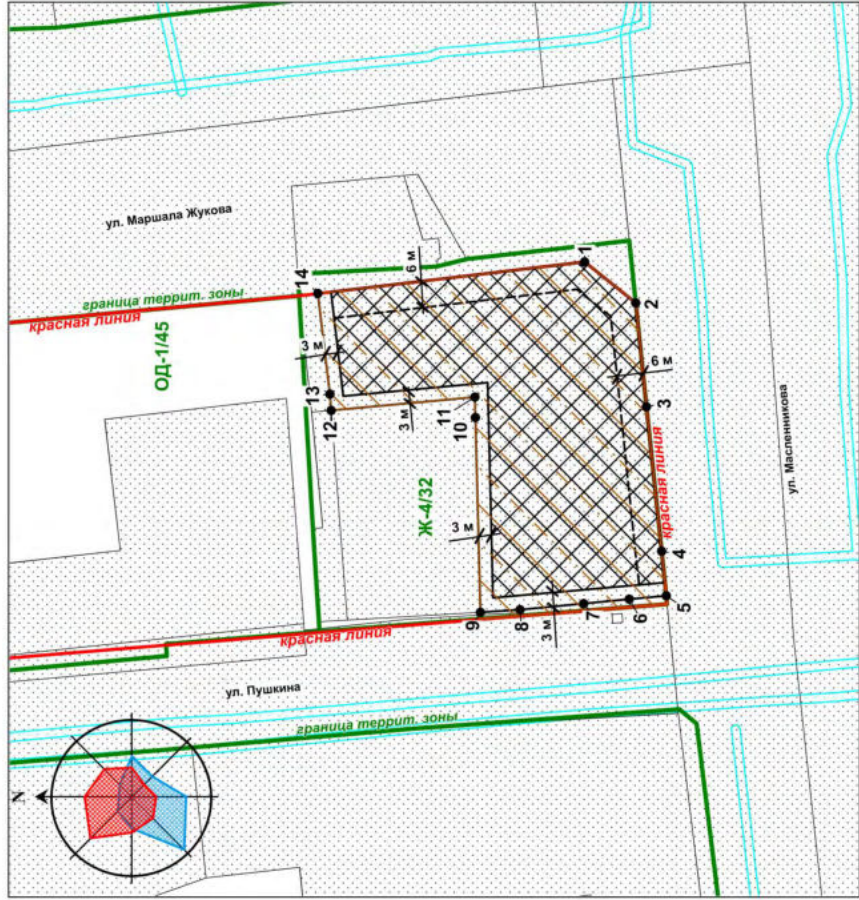 ул. Маршала Жукова
14
граница террит. зоны
красная линия
ОД-1/45
6 м
1
3 м
13
12
2
3 м
11
10
6 м
3
Ж-4/32
красная линия
ул. Масленникова
3 м
4
9
8
7
6
5
3 м
красная линия
ул. Пушкина
граница террит. зоны
N